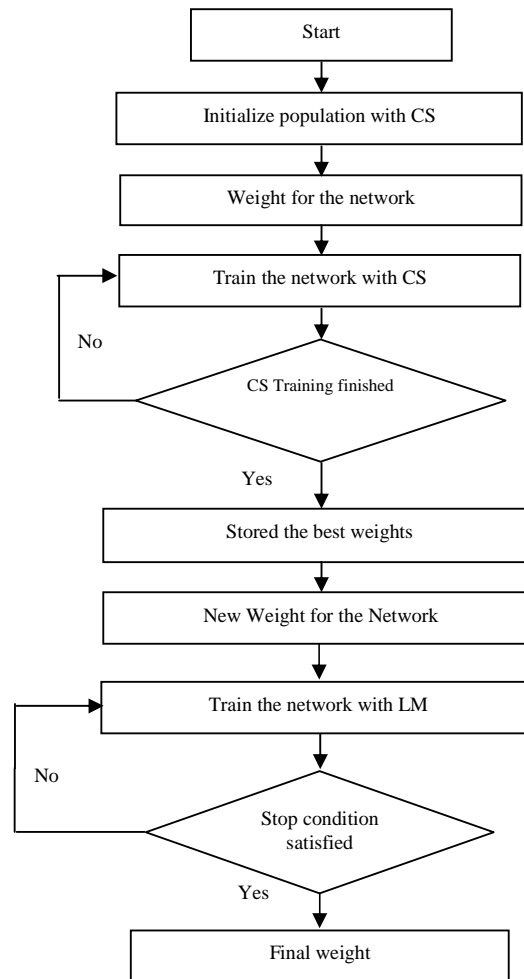 Start
Initialize population with CS
Weight for the network
Train the network with CS
No
CS Training finished
Yes
Stored the best weights
New Weight for the Network
Train the network with LM
No
Stop condition
satisfied
Yes
Final weight